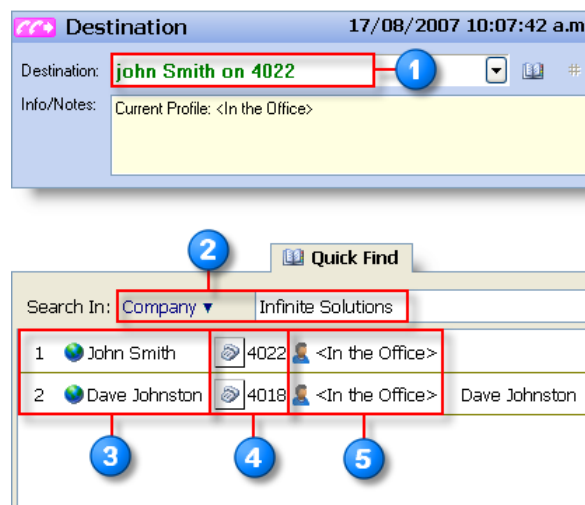 Destination 17/08/2007 10:07:42 a.m
Destination: john Smith on 4022 1 #
Info/Notes: Current Profile: <In the Office>
2
Quick Find
Search In: Company ▼ Infinite Solutions
1 John Smith 4022 <In the Office>
2 Dave Johnston 4018 <In the Office> Dave Johnston
3 4 5